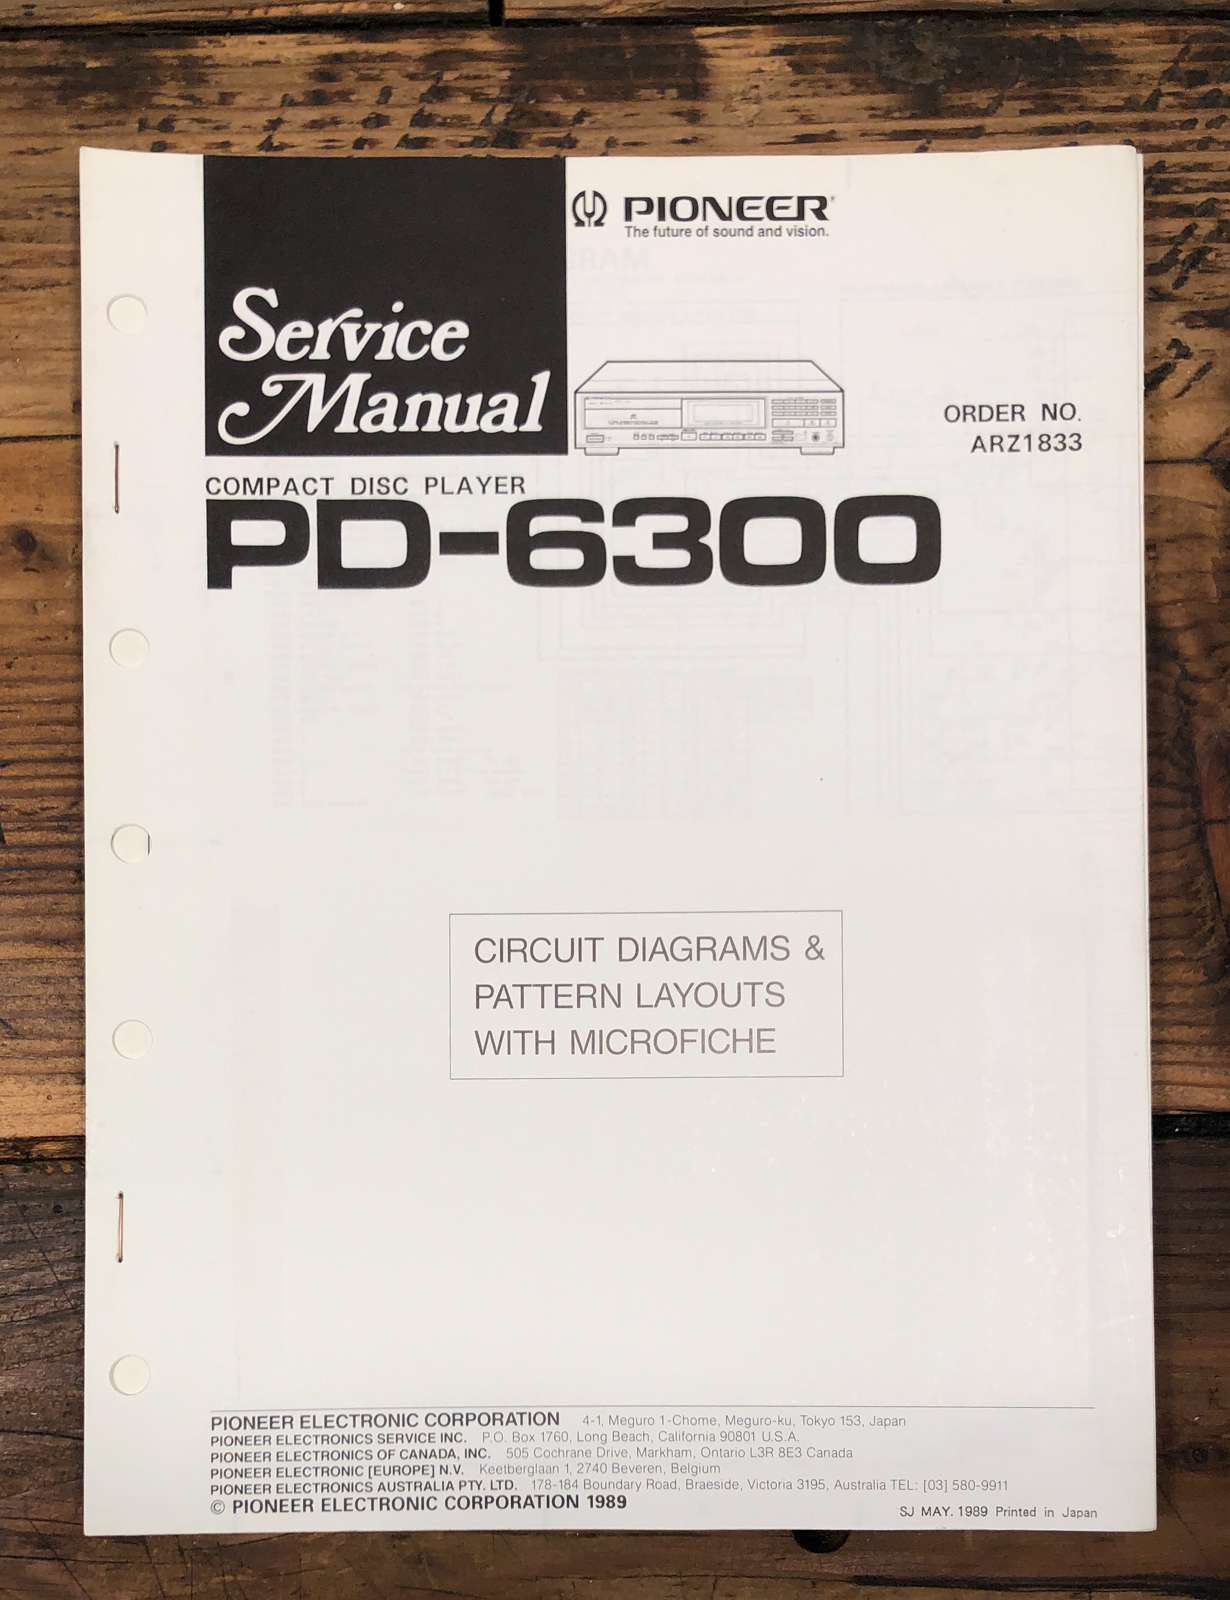 PIONEER®
The future of sound and vision.
Service
Manual
ORDER NO.
ARZ1833
COMPACT DISC PLAYER
PD-6300
CIRCUIT DIAGRAMS &
PATTERN LAYOUTS
WITH MICROFICHE
PIONEER ELECTRONIC CORPORATION 4-1, Meguro 1-Chome, Meguro-ku, Tokyo 153, Japan
PIONEER ELECTRONICS SERVICE INC. P.O. Box 1760, Long Beach, California 90801 U.S.A.
PIONEER ELECTRONICS OF CANADA, INC. 505 Cochrane Drive, Markham, Ontario L3R 8E3 Canada
PIONEER ELECTRONIC [EUROPE] N.V. Keetberglaan 1, 2740 Beveren, Belgium
PIONEER ELECTRONICS AUSTRALIA PTY. LTD. 178-184 Boundary Road, Braeside, Victoria 3195, Australia TEL: [03] 580-9911
© PIONEER ELECTRONIC CORPORATION 1989
SJ MAY. 1989 Printed in Japan